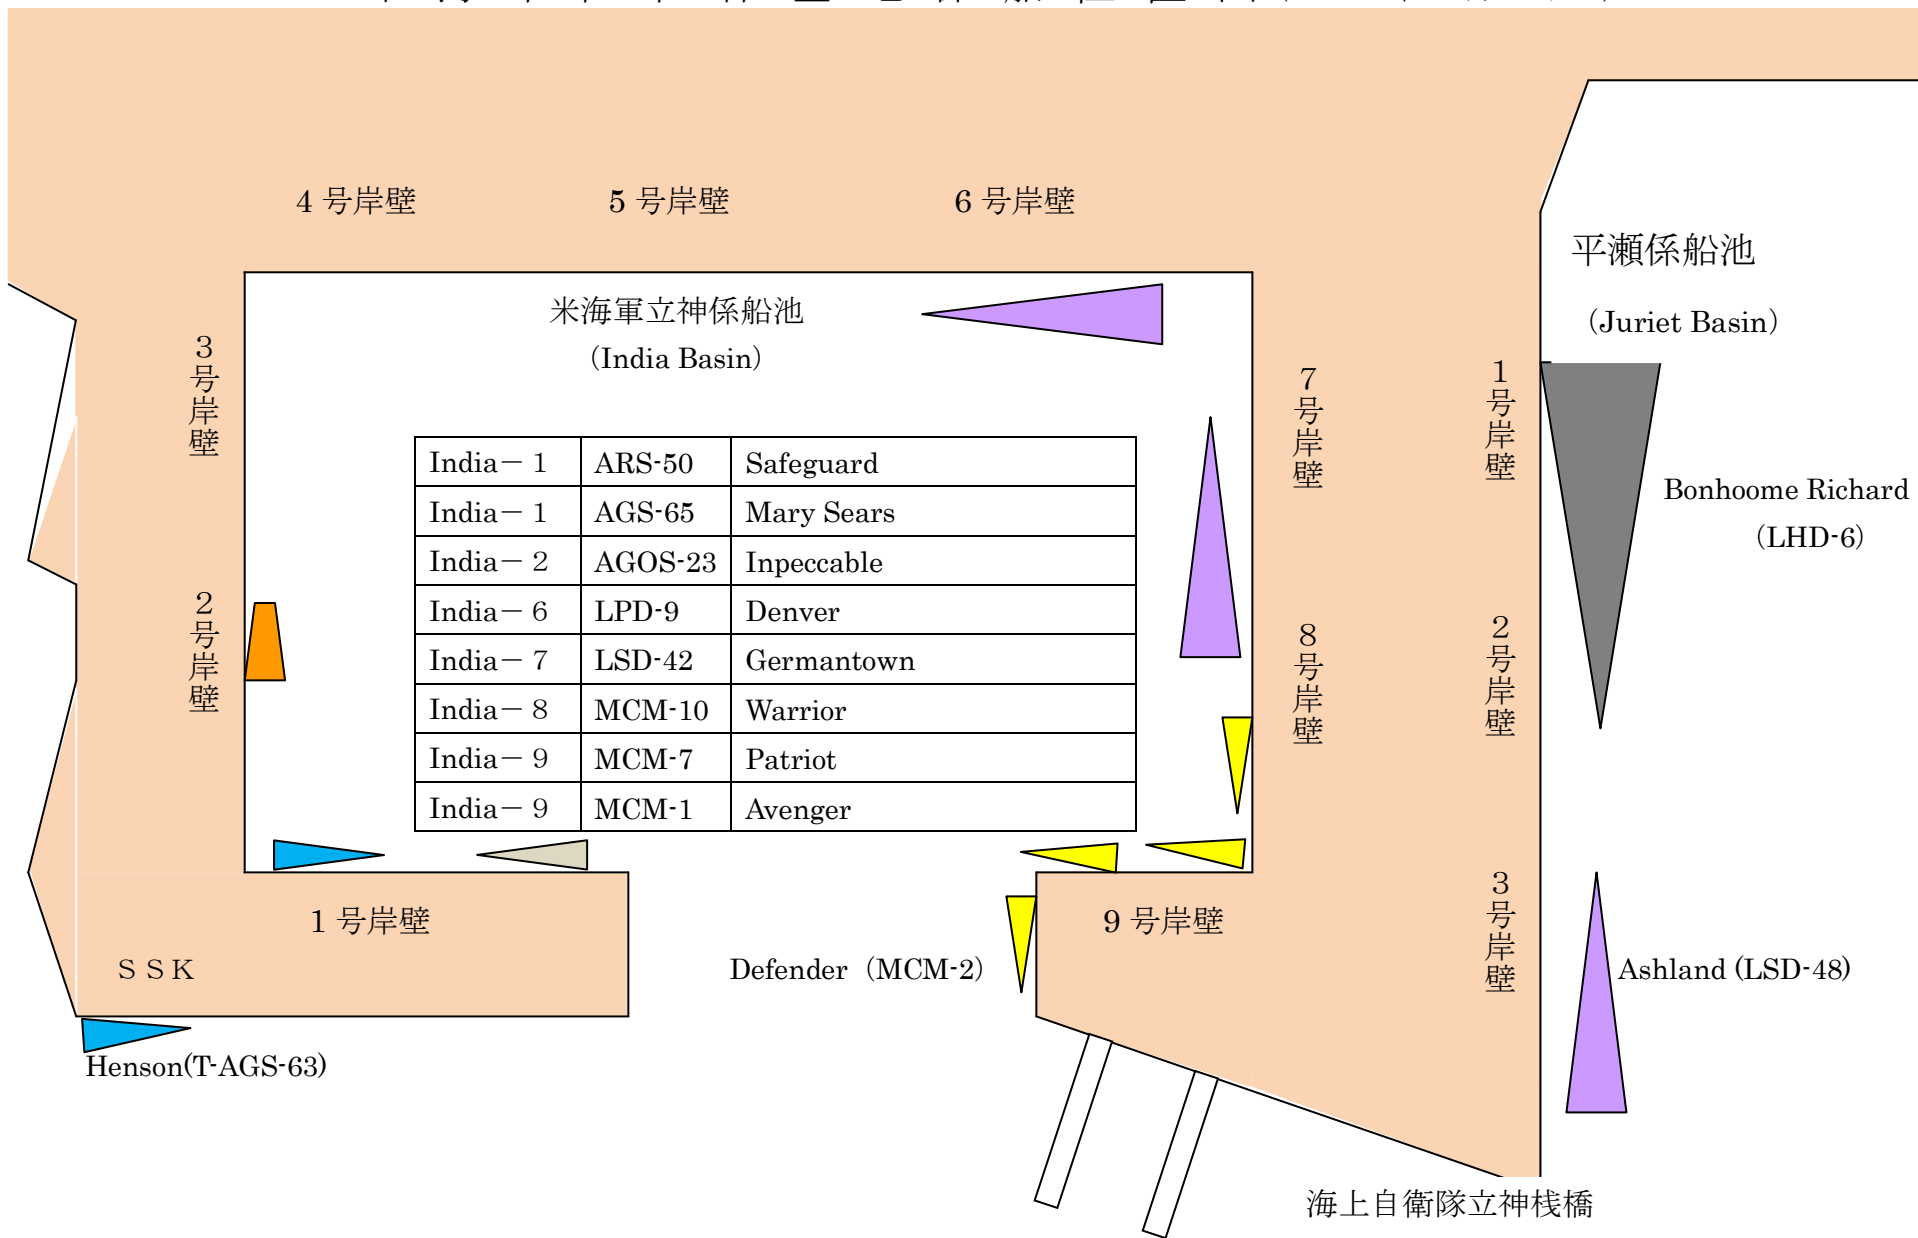 4 号岸壁
5 号岸壁
6 号岸壁
平瀬係船池
（Juriet Basin）
米海軍立神係船池
（India Basin）
3号岸壁
7号岸壁
1号岸壁
India－ 1 ARS-50 Safeguard
India－ 1 AGS-65 Mary Sears
India－ 2 AGOS-23 Inpeccable
India－ 6 LPD-9 Denver
India－ 7 LSD-42 Germantown
India－ 8 MCM-10 Warrior
India－ 9 MCM-7 Patriot
India－ 9 MCM-1 Avenger
Bonhoome Richard
（LHD-6）
2号岸壁
8号岸壁
2号岸壁
1 号岸壁
9 号岸壁
3号岸壁
ＳＳＫ
Defender（MCM-2）
Ashland (LSD-48)
Henson(T-AGS-63)
海上自衛隊立神桟橋